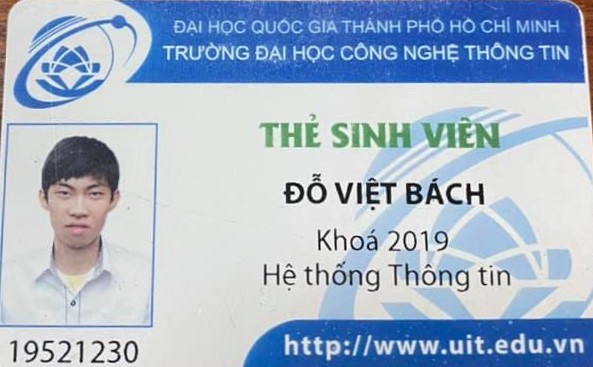 ĐẠI HỌC QUỐC GIA THÀNH PHỐ HỒ CHÍ MINH
TRƯỜNG ĐẠI HỌC CÔNG NGHỆ THÔNG TIN
THẺ SINH VIÊN
ĐỖ VIỆT BÁCH
Khoá 2019
Hệ thống Thông tin
19521230
http://www.uit.edu.vn